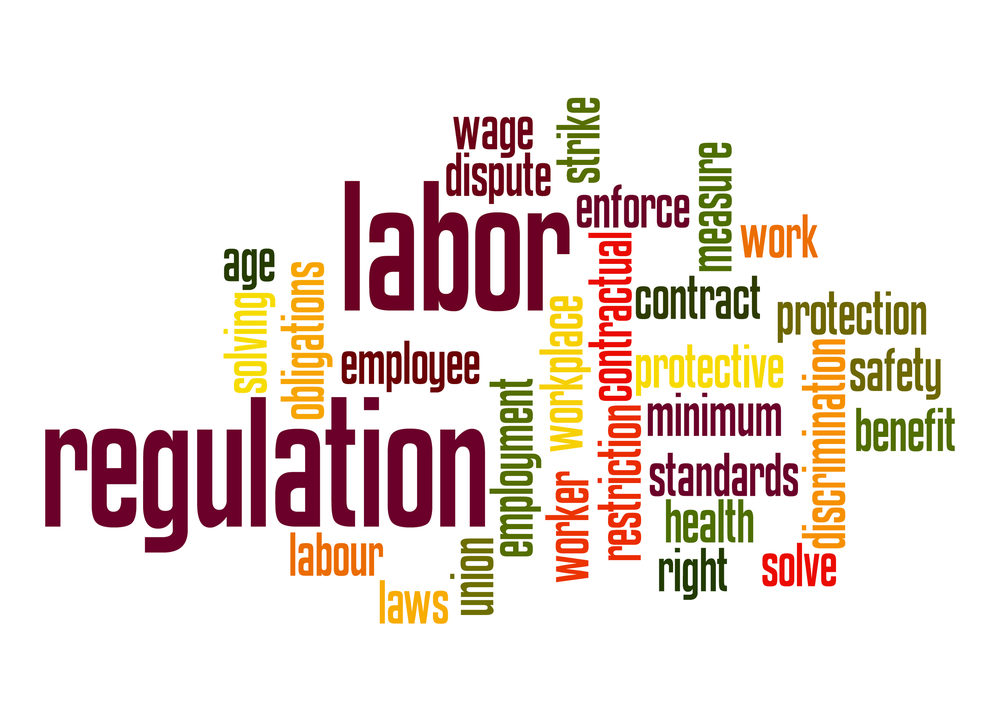 wage
strike
dispute
labor
enforce
measure
work
age
solving
obligations
contractual
contract
protection
employee
workplace
protective
discrimination
safety
regulation
employment
minimum
benefit
worker
restriction
standards
health
labour
union
right
solve
laws